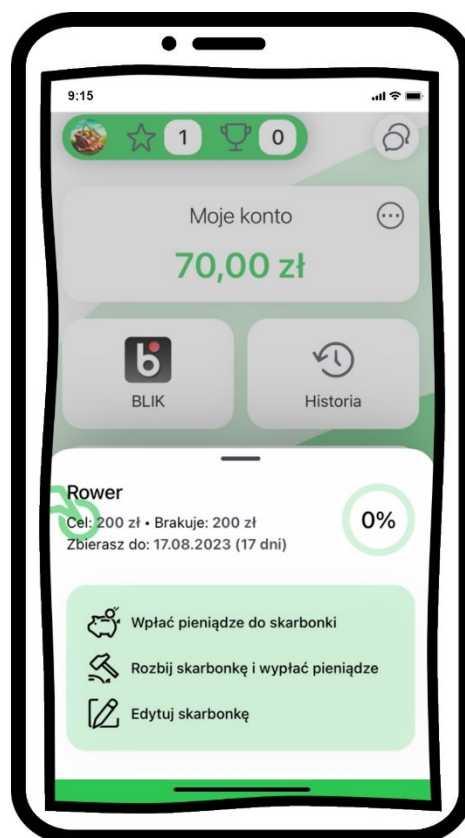 9:15
1
0
Moje konto
70,00 zł
BLIK
Historia
Rower
Cel: 200 zł • Brakuje: 200 zł
Zbierasz do: 17.08.2023 (17 dni)
0%
Wpłać pieniądze do skarbonki
Rozbij skarbonkę i wypłać pieniądze
Edytuj skarbonkę